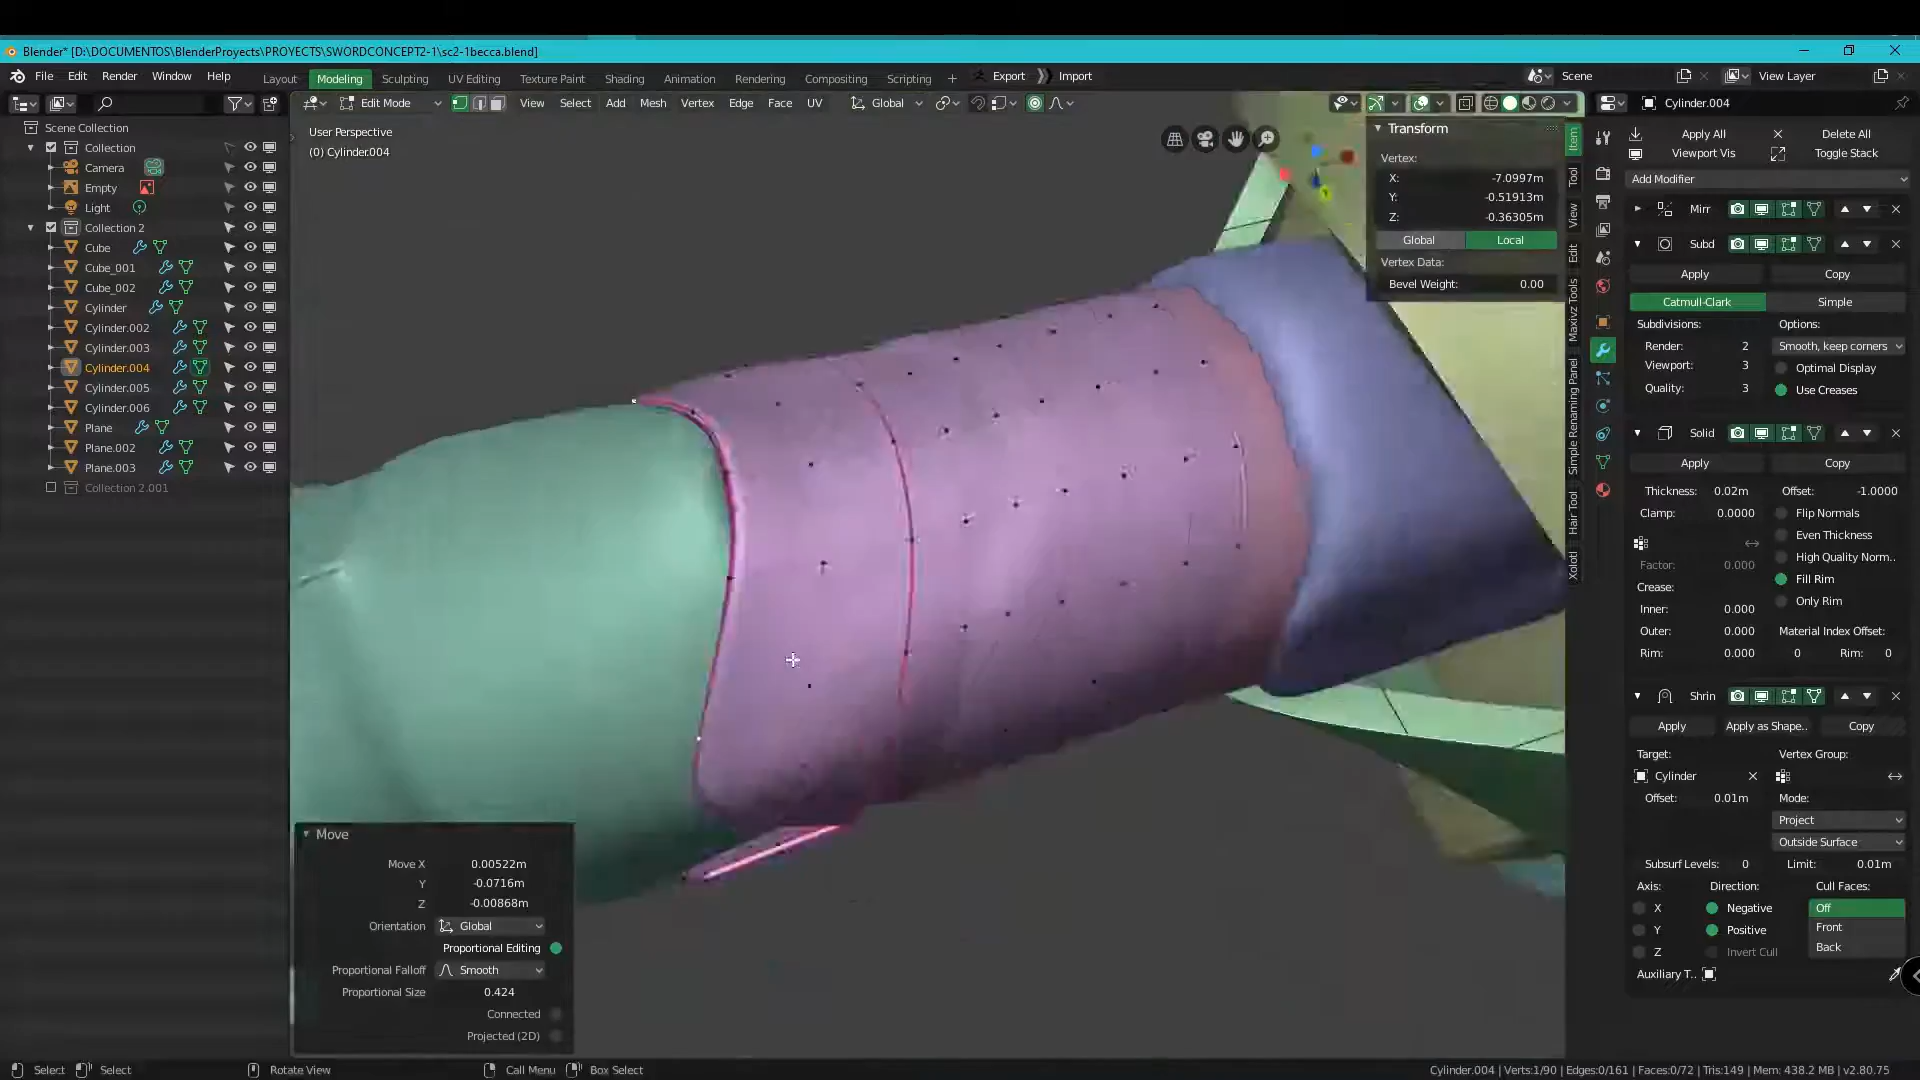 Blender* [D:\DOCUMENTOS\BlenderProyects\PROYECTS\SWORDCONCEPT2-1\sc2-1becca.blend]
File Edit Render Window Help Layout Modeling Sculpting UV Editing Texture Paint Shading Animation Rendering Compositing Scripting + Export Import Scene View Layer
Edit Mode View Select Add Mesh Vertex Edge Face UV Global Cylinder.004
Scene Collection
Collection
Camera
Empty
Light
Collection 2
Cube
Cube_001
Cube_002
Cylinder
Cylinder.002
Cylinder.003
Cylinder.004
Cylinder.005
Cylinder.006
Plane
Plane.002
Plane.003
Collection 2.001
User Perspective
(0) Cylinder.004
Transform
Vertex:
X: -7.0997m
Y: -0.51913m
Z: -0.36305m
Global Local
Vertex Data:
Bevel Weight: 0.00
Item
Tool
View
Edit
Maxivz Tools
Simple Renaming Panel
Hair Tool
Xolotl
Apply All Delete All
Viewport Vis Toggle Stack
Add Modifier
Mirr
Subd
Apply Copy
Catmull-Clark Simple
Subdivisions: Options:
Render: 2 Smooth, keep corners
Viewport: 3 Optimal Display
Quality: 3 Use Creases
Solid
Apply Copy
Thickness: 0.02m Offset: -1.0000
Clamp: 0.0000 Flip Normals
Even Thickness
High Quality Norm..
Factor: 0.000 Fill Rim
Crease: Only Rim
Inner: 0.000
Outer: 0.000 Material Index Offset:
Rim: 0.000 0 Rim: 0
Shrin
Apply Apply as Shape.. Copy
Target: Vertex Group:
Cylinder
Offset: 0.01m Mode:
Project
Outside Surface
Subsurf Levels: 0 Limit: 0.01m
Axis: Direction: Cull Faces:
X Negative Off
Y Positive Front
Z Invert Cull Back
Auxiliary T..
Move
Move X 0.00522m
Y -0.0716m
Z -0.00868m
Orientation Global
Proportional Editing
Proportional Falloff Smooth
Proportional Size 0.424
Connected
Projected (2D)
Select Select Rotate View Call Menu Box Select Cylinder.004 | Verts:1/90 | Edges:0/161 | Faces:0/72 | Tris:149 | Mem: 438.2 MB | v2.80.75